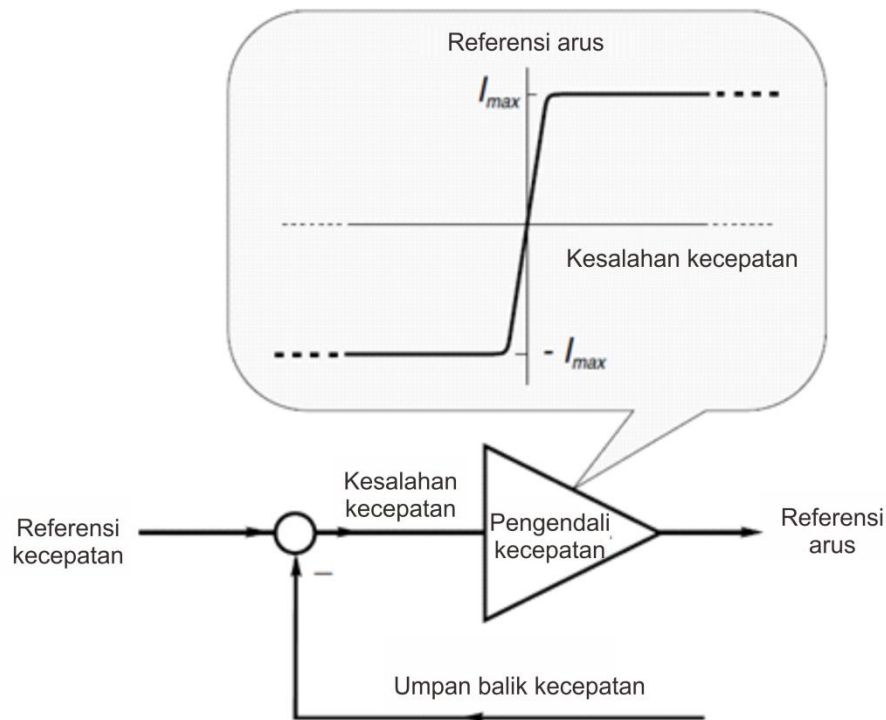 Referensi arus
Imax
Kesalahan kecepatan
- Imax
Kesalahan
kecepatan
Referensi
kecepatan
Pengendali
kecepatan
Referensi
arus
–
Umpan balik kecepatan